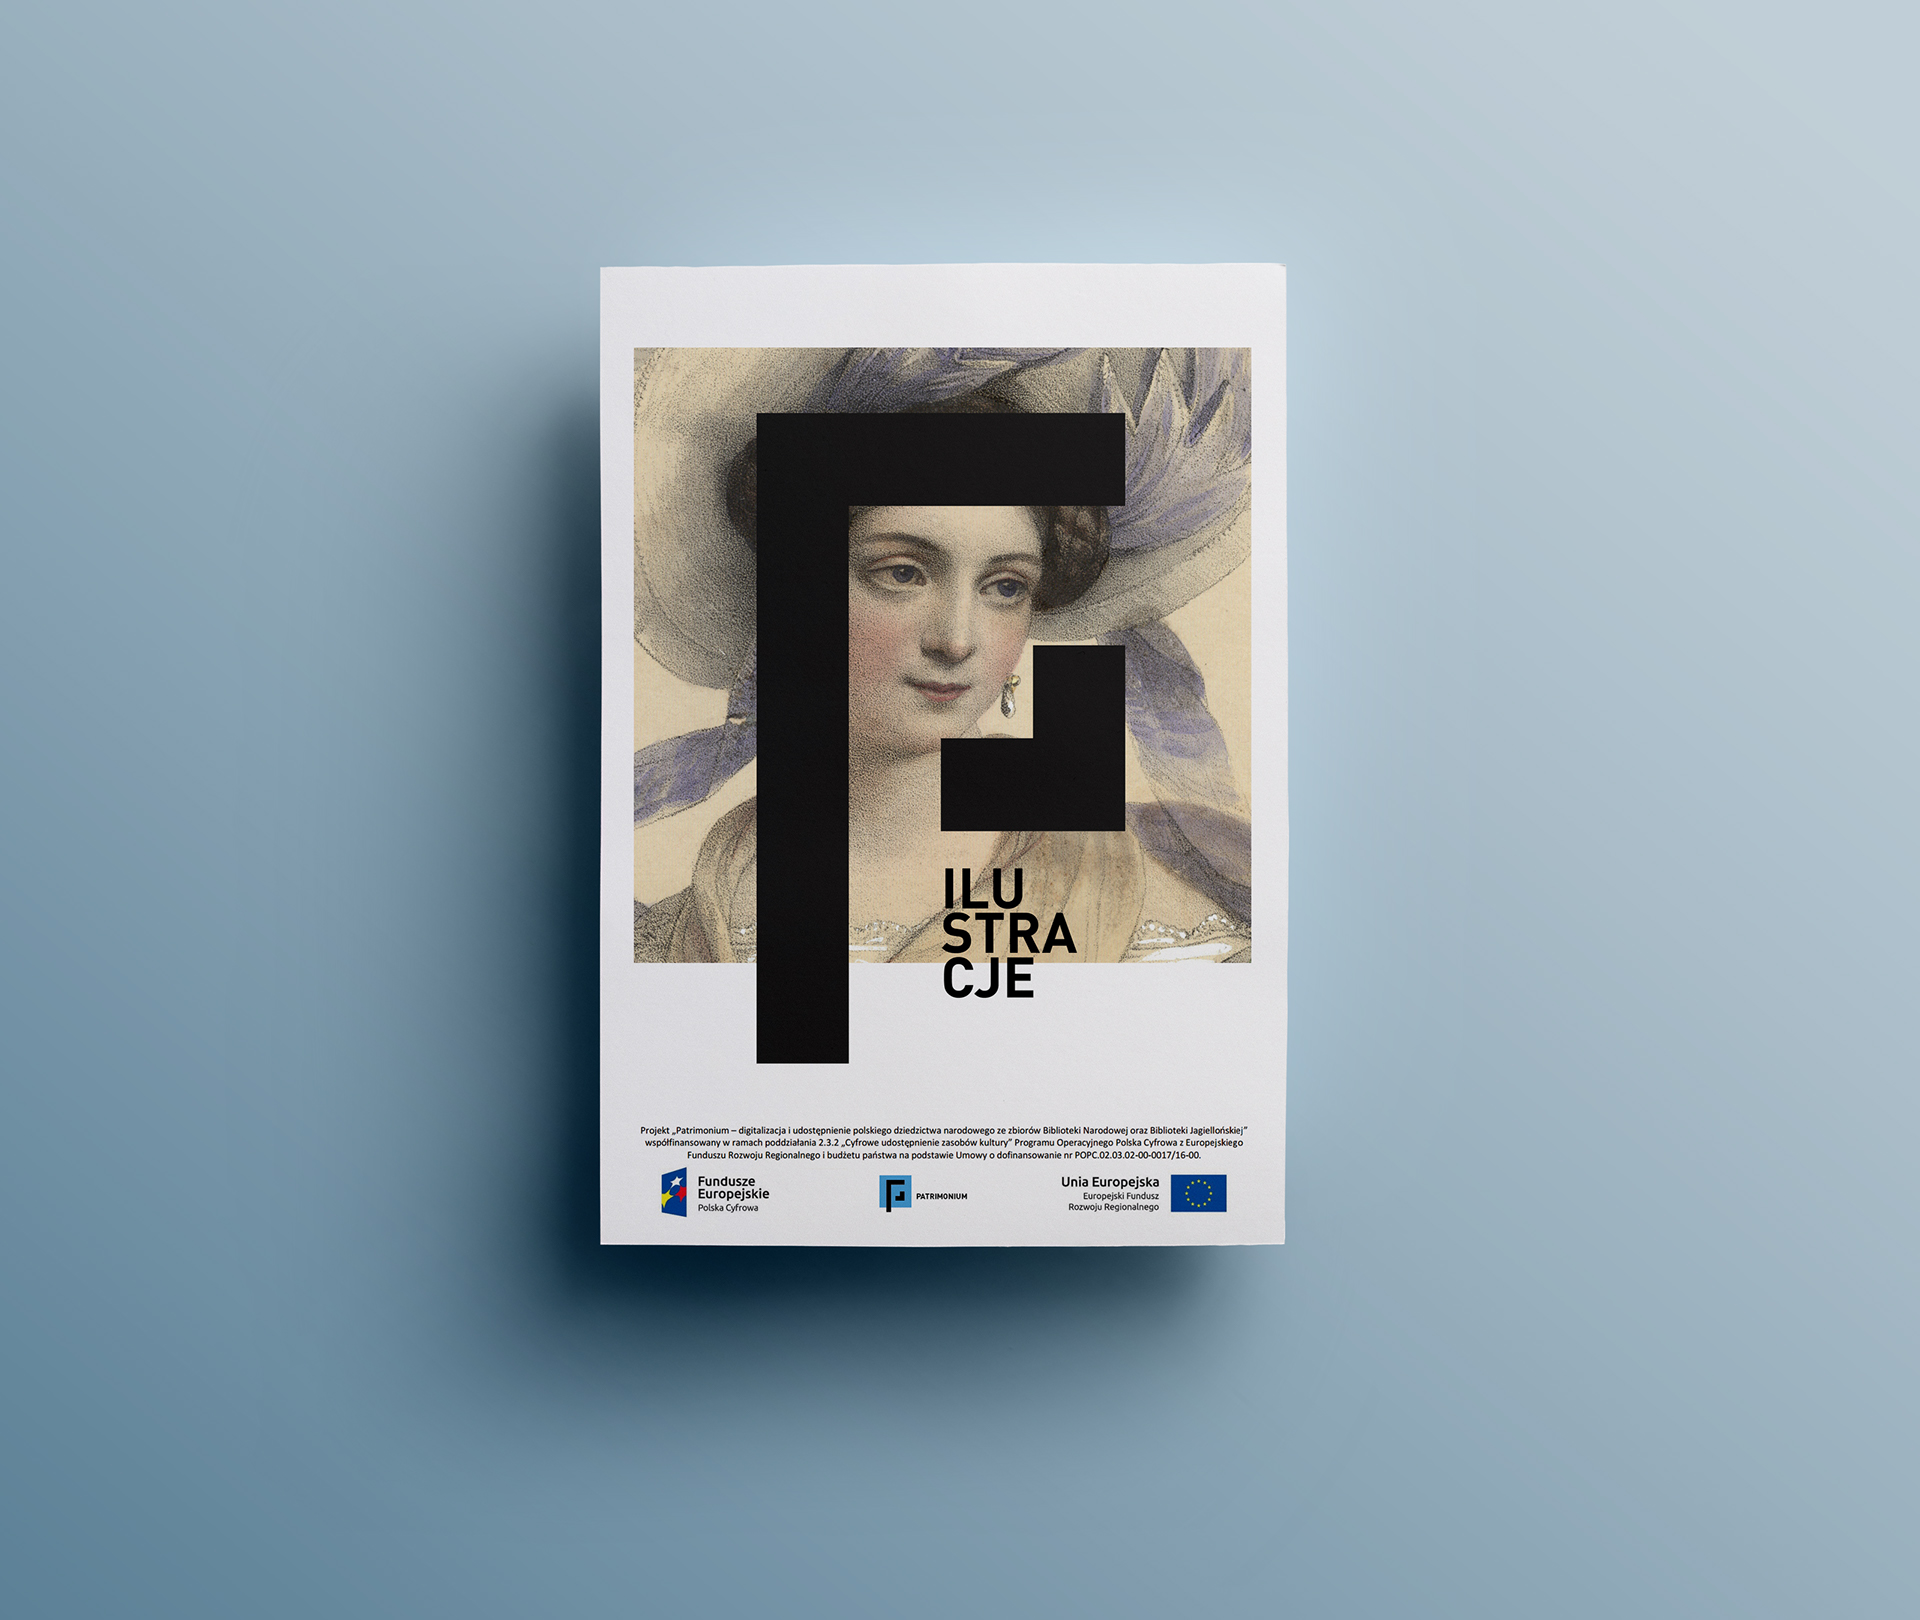 ILU
STRA
CJE
Projekt „Patrimonium – digitalizacja i udostępnienie polskiego dziedzictwa narodowego ze zbiorów Biblioteki Narodowej oraz Biblioteki Jagiellońskiej”
współfinansowany w ramach poddziałania 2.3.2 „Cyfrowe udostępnienie zasobów kultury” Programu Operacyjnego Polska Cyfrowa z Europejskiego
Funduszu Rozwoju Regionalnego i budżetu państwa na podstawie Umowy o dofinansowanie nr POPC.02.03.02-00-0017/16-00.
Fundusze
Europejskie
Polska Cyfrowa
PATRIMONIUM
Unia Europejska
Europejski Fundusz
Rozwoju Regionalnego